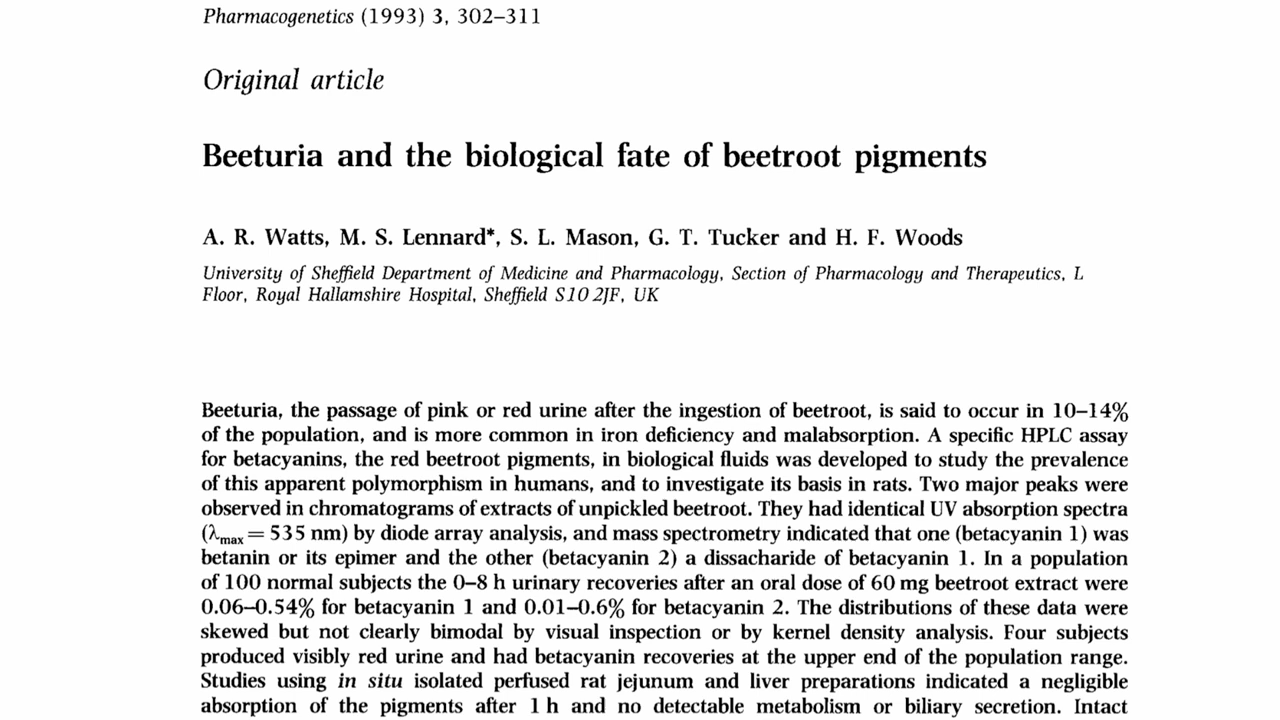 Pharmacogenetics (1993) 3, 302–311
Original article
Beeturia and the biological fate of beetroot pigments
A. R. Watts, M. S. Lennard*, S. L. Mason, G. T. Tucker and H. F. Woods
University of Sheffield Department of Medicine and Pharmacology, Section of Pharmacology and Therapeutics, L
Floor, Royal Hallamshire Hospital, Sheffield S10 2JF, UK
Beeturia, the passage of pink or red urine after the ingestion of beetroot, is said to occur in 10–14%
of the population, and is more common in iron deficiency and malabsorption. A specific HPLC assay
for betacyanins, the red beetroot pigments, in biological fluids was developed to study the prevalence
of this apparent polymorphism in humans, and to investigate its basis in rats. Two major peaks were
observed in chromatograms of extracts of unpickled beetroot. They had identical UV absorption spectra
(λmax = 535 nm) by diode array analysis, and mass spectrometry indicated that one (betacyanin 1) was
betanin or its epimer and the other (betacyanin 2) a dissacharide of betacyanin 1. In a population
of 100 normal subjects the 0–8 h urinary recoveries after an oral dose of 60 mg beetroot extract were
0.06–0.54% for betacyanin 1 and 0.01–0.6% for betacyanin 2. The distributions of these data were
skewed but not clearly bimodal by visual inspection or by kernel density analysis. Four subjects
produced visibly red urine and had betacyanin recoveries at the upper end of the population range.
Studies using in situ isolated perfused rat jejunum and liver preparations indicated a negligible
absorption of the pigments after 1 h and no detectable metabolism or biliary secretion. Intact